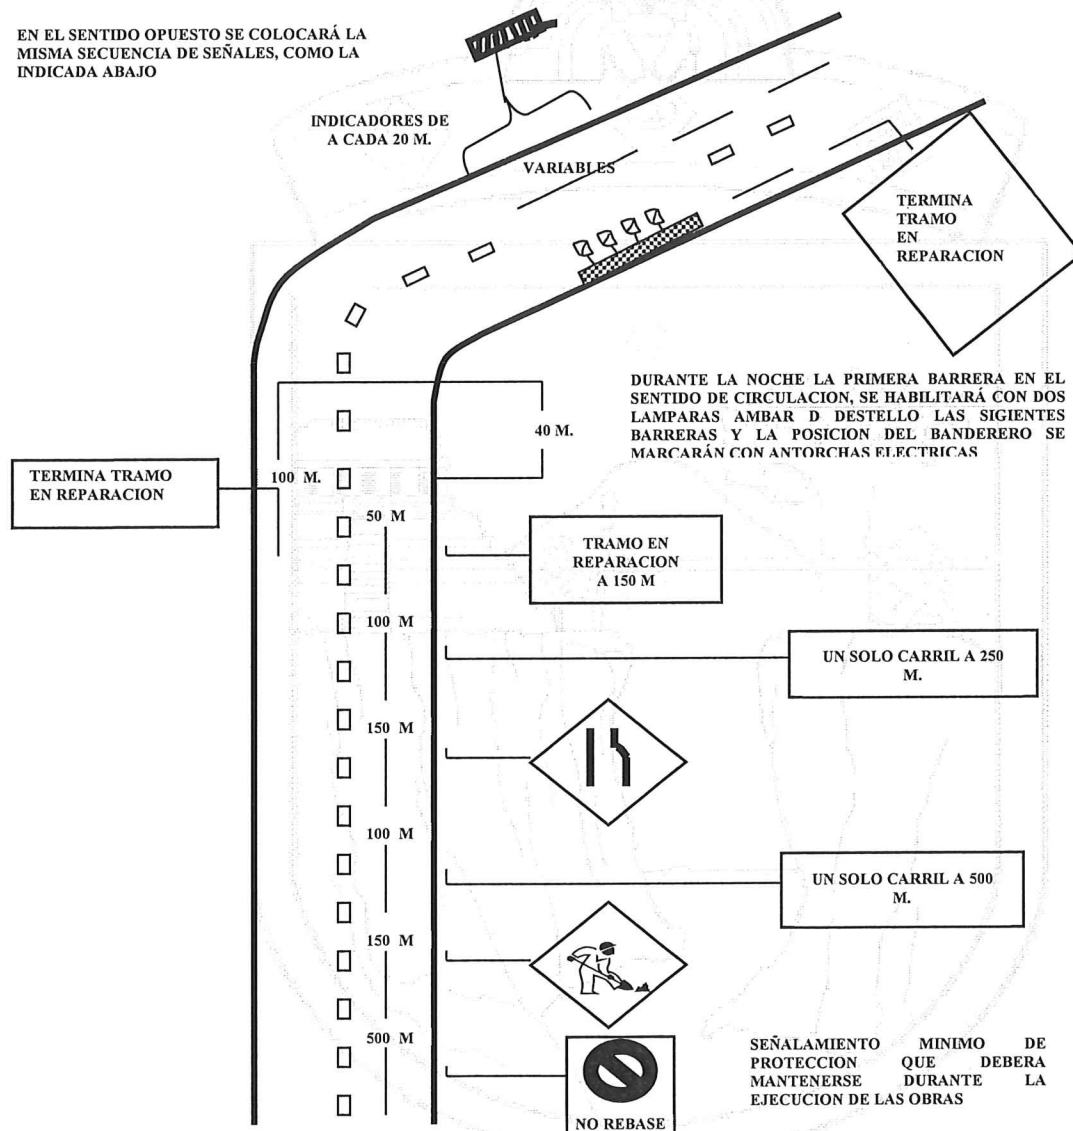 EN EL SENTIDO OPUESTO SE COLOCARÁ LA
MISMA SECUENCIA DE SEÑALES, COMO LA
INDICADA ABAJO
INDICADORES DE
A CADA 20 M.
VARIABLES
TERMINA
TRAMO
EN
REPARACION
DURANTE LA NOCHE LA PRIMERA BARRERA EN EL
SENTIDO DE CIRCULACION, SE HABILITARÁ CON DOS
LAMPARAS AMBAR D DESTELLO LAS SIGIENTES
BARRERAS Y LA POSICION DEL BANDERERO SE
MARCARÁN CON ANTORCHAS ELECTRICAS
40 M.
100 M.
TERMINA TRAMO
EN REPARACION
50 M
TRAMO EN
REPARACION
A 150 M
100 M
UN SOLO CARRIL A 250
M.
150 M
100 M
UN SOLO CARRIL A 500
M.
150 M
500 M
NO REBASE
SEÑALAMIENTO MINIMO DE
PROTECCION QUE DEBERA
MANTENERSE DURANTE LA
EJECUCION DE LAS OBRAS